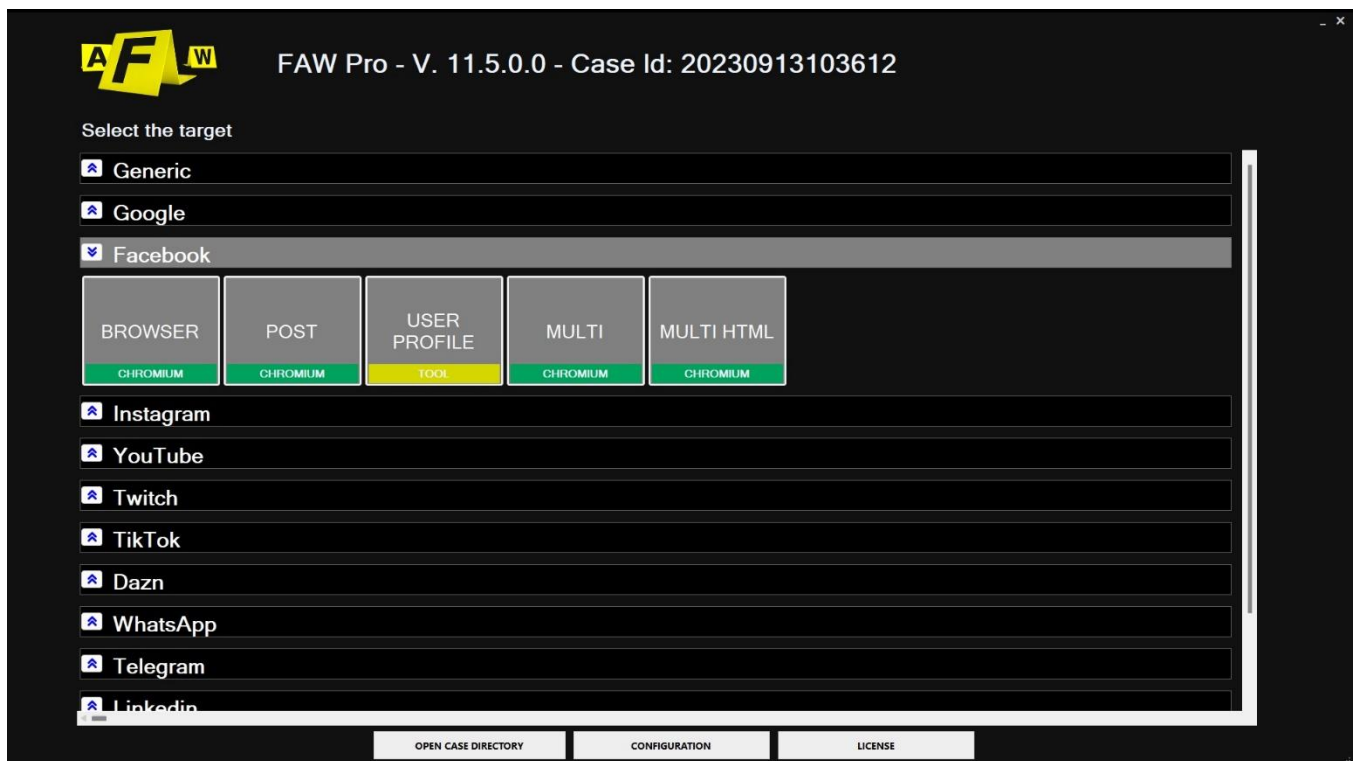 A F W
FAW Pro - V. 11.5.0.0 - Case Id: 20230913103612
Select the target
Generic
Google
Facebook
BROWSER
CHROMIUM
POST
CHROMIUM
USER
PROFILE
TOOL
MULTI
CHROMIUM
MULTI HTML
CHROMIUM
Instagram
YouTube
Twitch
TikTok
Dazn
WhatsApp
Telegram
Linkedin
OPEN CASE DIRECTORY
CONFIGURATION
LICENSE